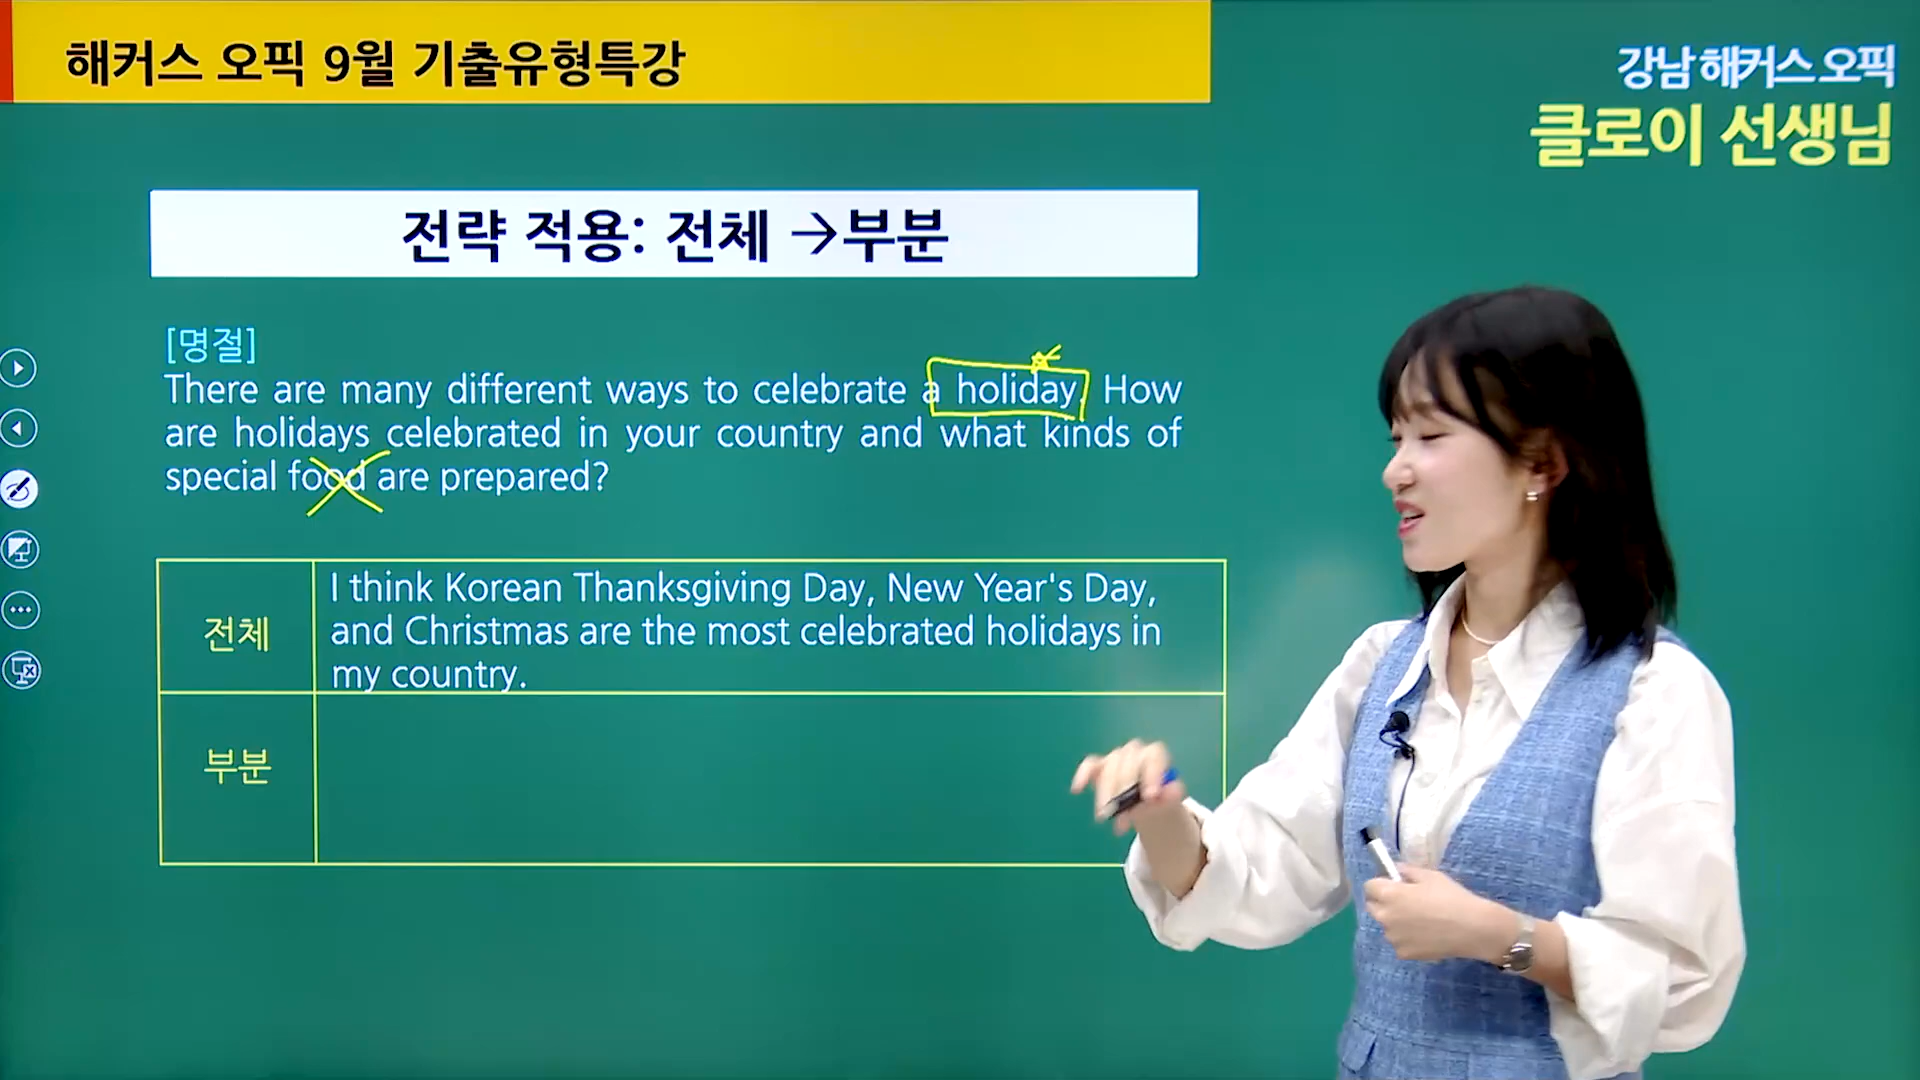 해커스 오픽 9월 기출유형특강
강남 해커스 오픽
클로이 선생님
전략 적용: 전체 →부분
[명절]
There are many different ways to celebrate a holiday. How
are holidays celebrated in your country and what kinds of
special food are prepared?
전체
I think Korean Thanksgiving Day, New Year's Day,
and Christmas are the most celebrated holidays in
my country.
부분